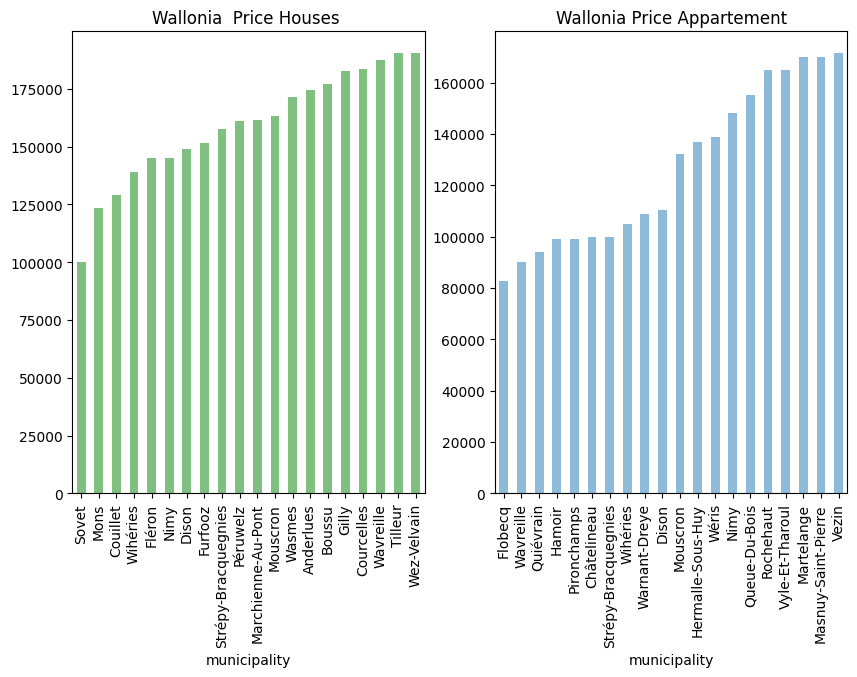 Wallonia  Price Houses
175000
150000
125000
100000
75000
50000
25000
0
Sovet
Mons
Couillet
Wihéries
Fléron
Nimy
Dison
Furfooz
Strépy-Bracquegnies
Péruwelz
Marchienne-Au-Pont
Mouscron
Wasmes
Anderlues
Boussu
Gilly
Courcelles
Wavreille
Tilleur
Wez-Velvain
municipality
Wallonia Price Appartement
160000
140000
120000
100000
80000
60000
40000
20000
0
Flobecq
Wavreille
Quiévrain
Hamoir
Pironchamps
Châtelineau
Strépy-Bracquegnies
Wihéries
Warnant-Dreye
Dison
Mouscron
Hermalle-Sous-Huy
Wéris
Nimy
Queue-Du-Bois
Rochehaut
Vyle-Et-Tharoul
Martelange
Masnuy-Saint-Pierre
Vezin
municipality